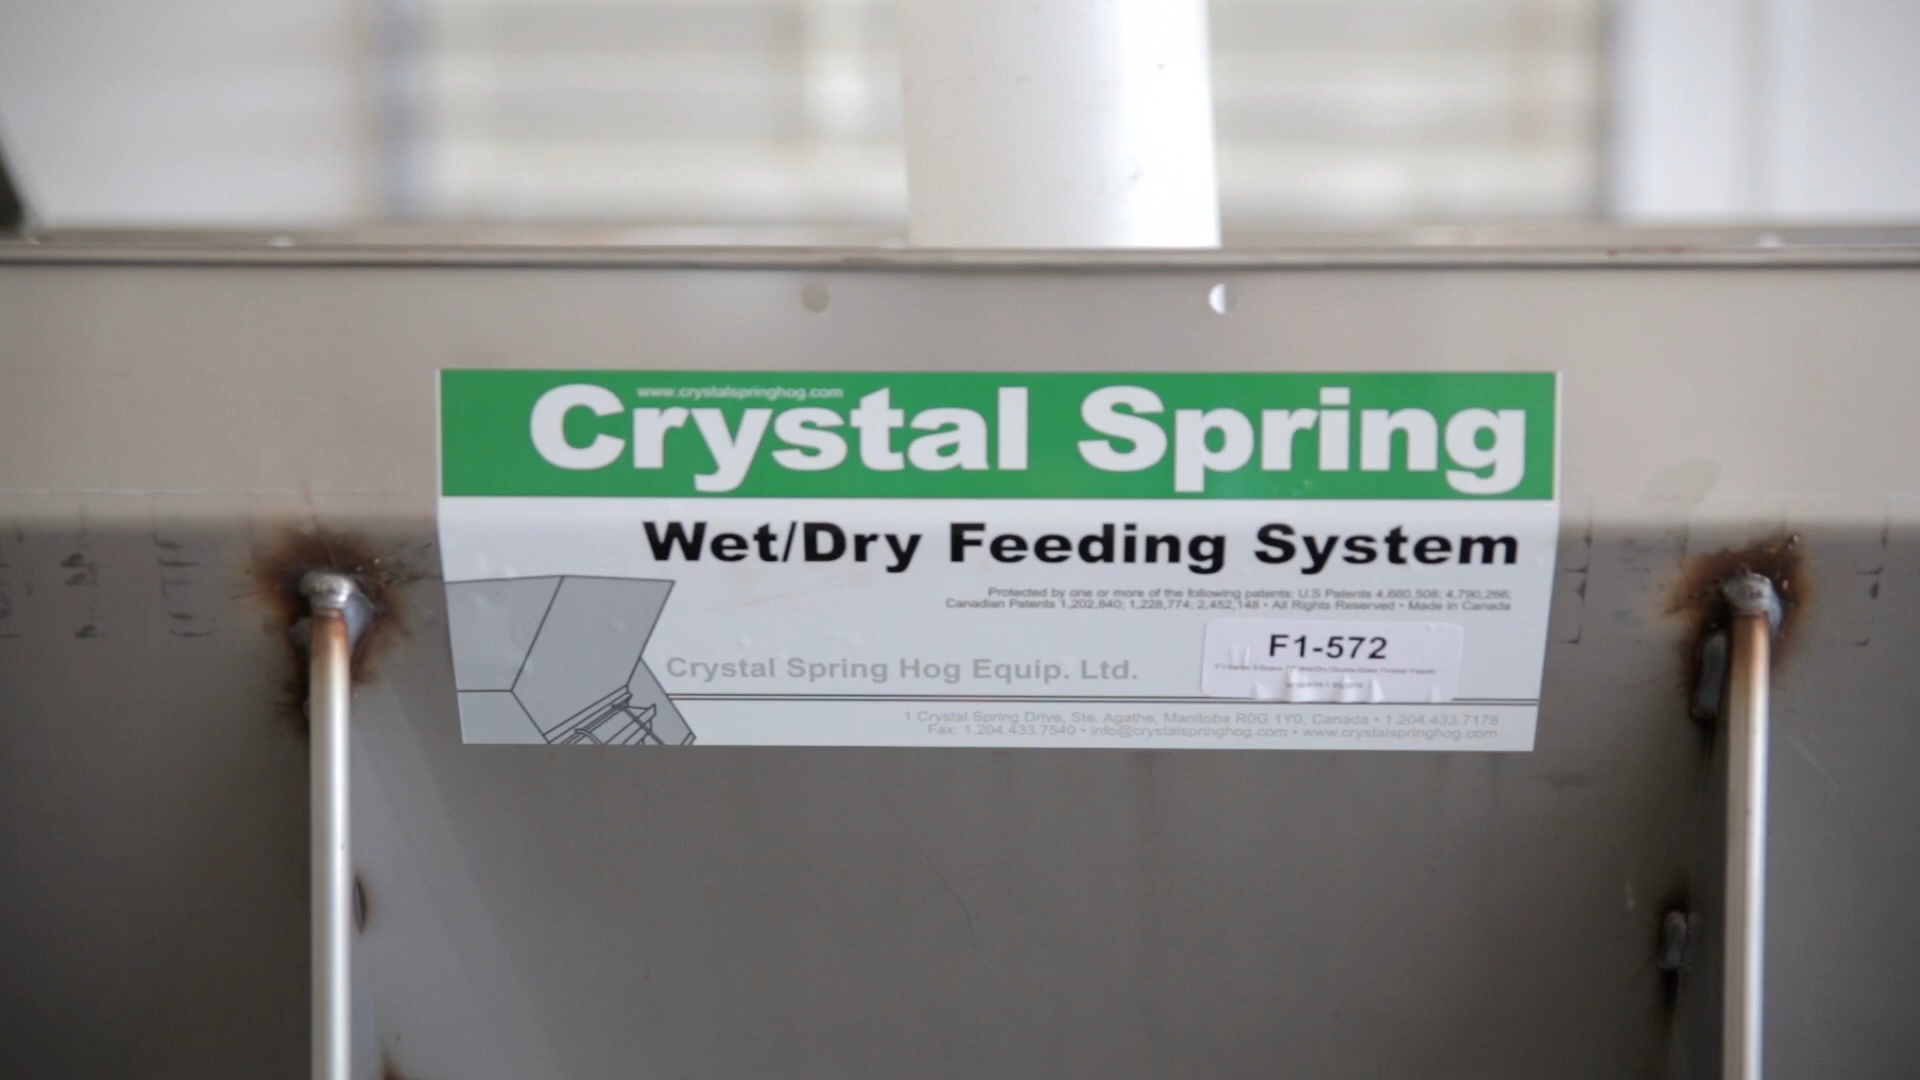 www.crystalspringhog.com
Crystal Spring
Wet/Dry Feeding System
Protected by one or more of the following patents: U.S Patents 4,660,508; 4,790,266;
Canadian Patents 1,202,840; 1,228,774; 2,452,148 • All Rights Reserved • Made in Canada
F1-572
Crystal Spring Hog Equip. Ltd.
1 Crystal Spring Drive, Ste. Agathe, Manitoba R0G 1Y0, Canada • 1.204.433.7178
Fax: 1.204.433.7540 • info@crystalspringhog.com • www.crystalspringhog.com